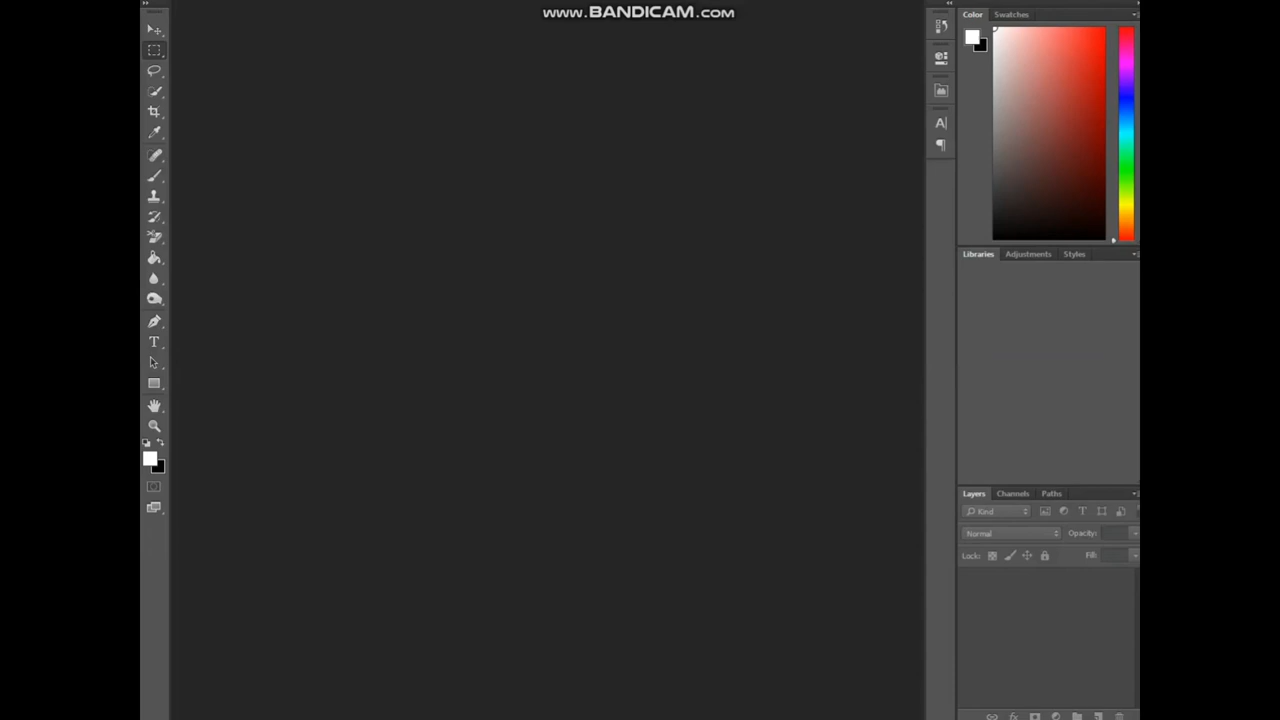 www.BANDICAM.com
Color Swatches
Libraries Adjustments Styles
Layers Channels Paths
Kind
Normal Opacity:
Lock: Fill: